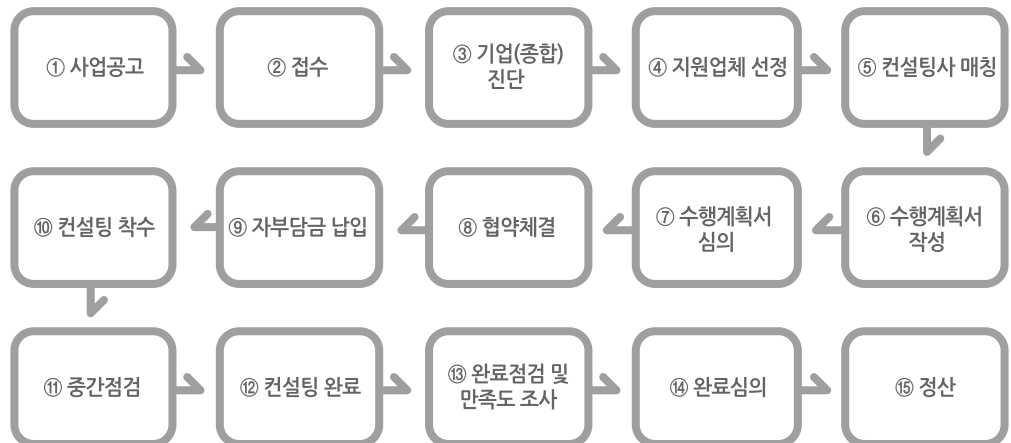 ① 사업공고
② 접수
③ 기업(종합)
진단
④ 지원업체 선정
⑤ 컨설팅사 매칭
⑥ 수행계획서
작성
⑦ 수행계획서
심의
⑧ 협약체결
⑨ 자부담금 납입
⑩ 컨설팅 착수
⑪ 중간점검
⑫ 컨설팅 완료
⑬ 완료점검 및
만족도 조사
⑭ 완료심의
⑮ 정산